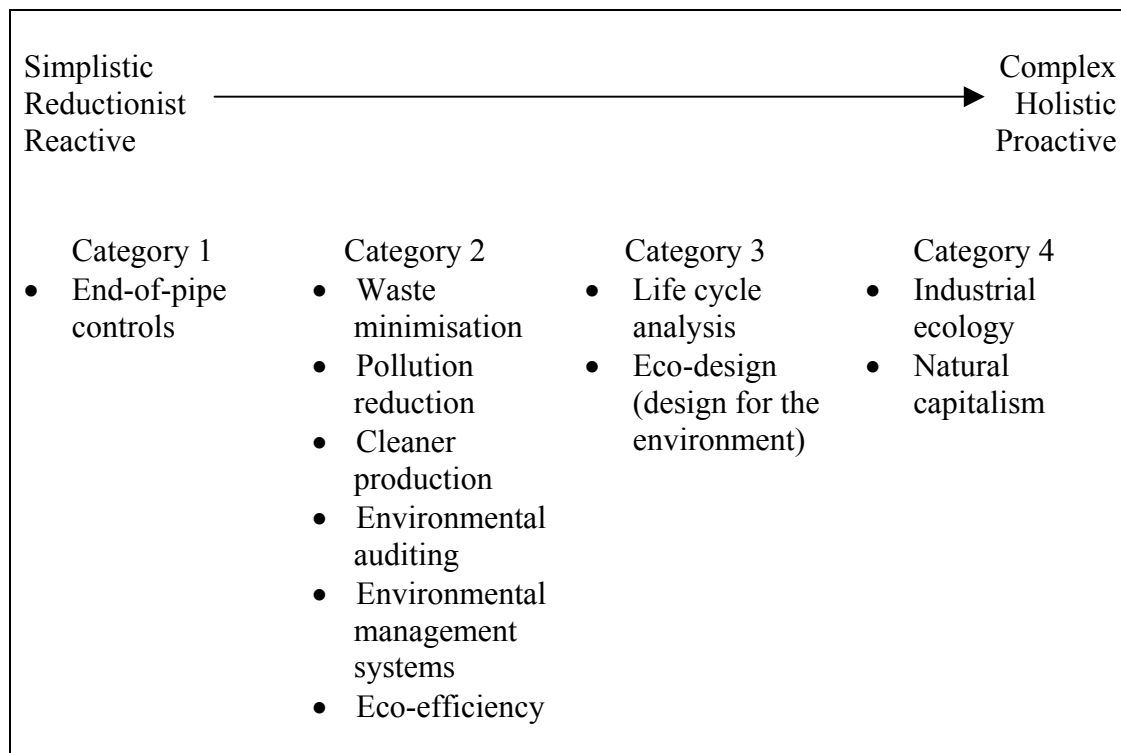 Simplistic
Reductionist
Reactive
Complex
Holistic
Proactive
Category 1
• End-of-pipe
controls
Category 2
• Waste
minimisation
• Pollution
reduction
• Cleaner
production
• Environmental
auditing
• Environmental
management
systems
• Eco-efficiency
Category 3
• Life cycle
analysis
• Eco-design
(design for the
environment)
Category 4
• Industrial
ecology
• Natural
capitalism